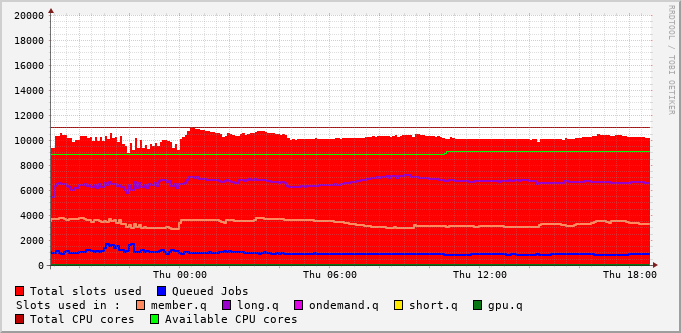 20000
18000
16000
14000
12000
10000
8000
6000
4000
2000
0
Thu 00:00 Thu 06:00 Thu 12:00 Thu 18:00
Total slots used Queued Jobs
Slots used in : member.q long.q ondemand.q short.q gpu.q
Total CPU cores Available CPU cores
RRDTOOL / TOBI OETIKER